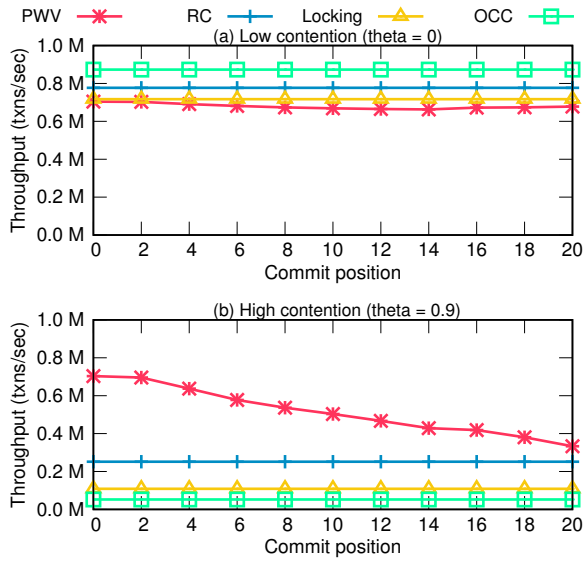 PWV RC Locking OCC
(a) Low contention (theta = 0)
1.0 M
0.8 M
0.6 M
0.4 M
0.2 M
0.0 M
Throughput (txns/sec)
0 2 4 6 8 10 12 14 16 18 20
Commit position
(b) High contention (theta = 0.9)
1.0 M
0.8 M
0.6 M
0.4 M
0.2 M
0.0 M
Throughput (txns/sec)
0 2 4 6 8 10 12 14 16 18 20
Commit position